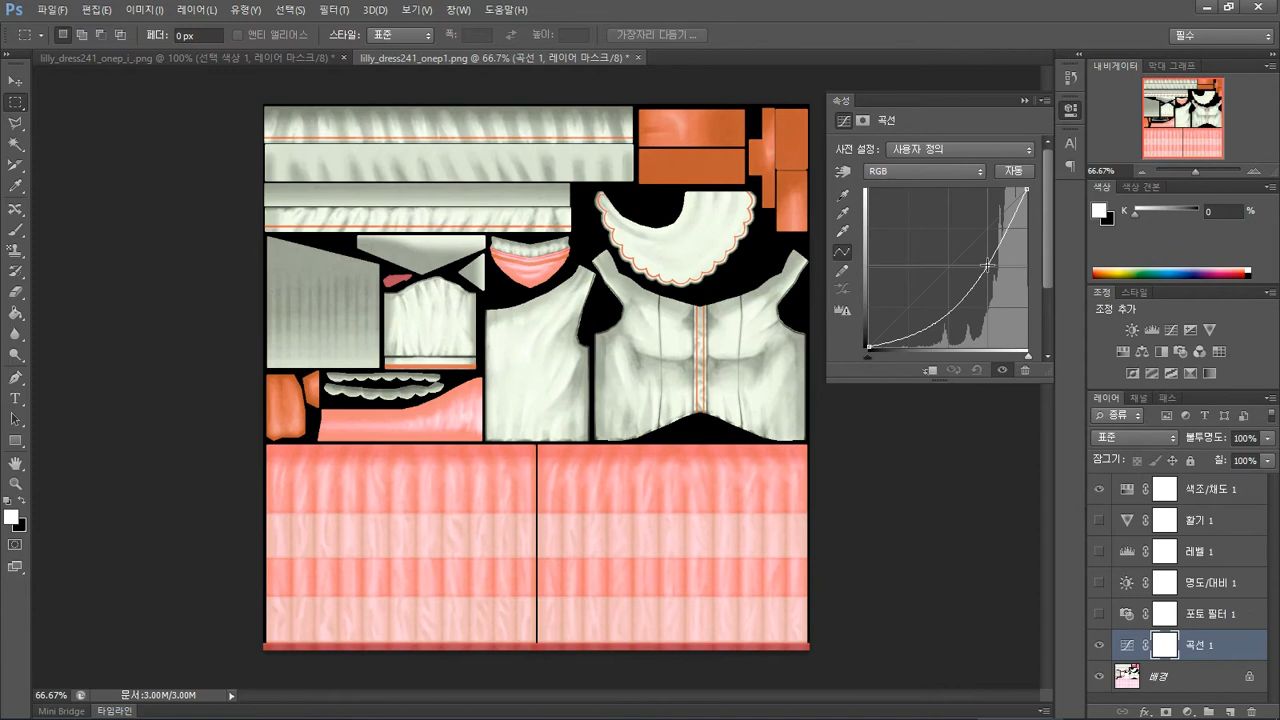 Ps 파일(F) 편집(E) 이미지(I) 레이어(L) 유형(Y) 선택(S) 필터(T) 3D(D) 보기(V) 창(W) 도움말(H)
페더: 0 px 안티 앨리어스 스타일: 표준 폭: 높이: 가장자리 다듬기 ... 필수
lilly_dress241_onep_i_.png @ 100% (선택 색상 1, 레이어 마스크/8) * × lilly_dress241_onep1.png @ 66.7% (곡선 1, 레이어 마스크/8) * ×
내비게이터 막대 그래프
속성
곡선
사전 설정: 사용자 정의
RGB 자동
66.67%
색상 색상 견본
K 0 %
조정 스타일
조정 추가
레이어 채널 패스
종류
표준 불투명도: 100%
잠그기: 칠: 100%
색조/채도 1
활기 1
레벨 1
명도/대비 1
포토 필터 1
곡선 1
배경
66.67% 문서:3.00M/3.00M
Mini Bridge 타임라인
fx